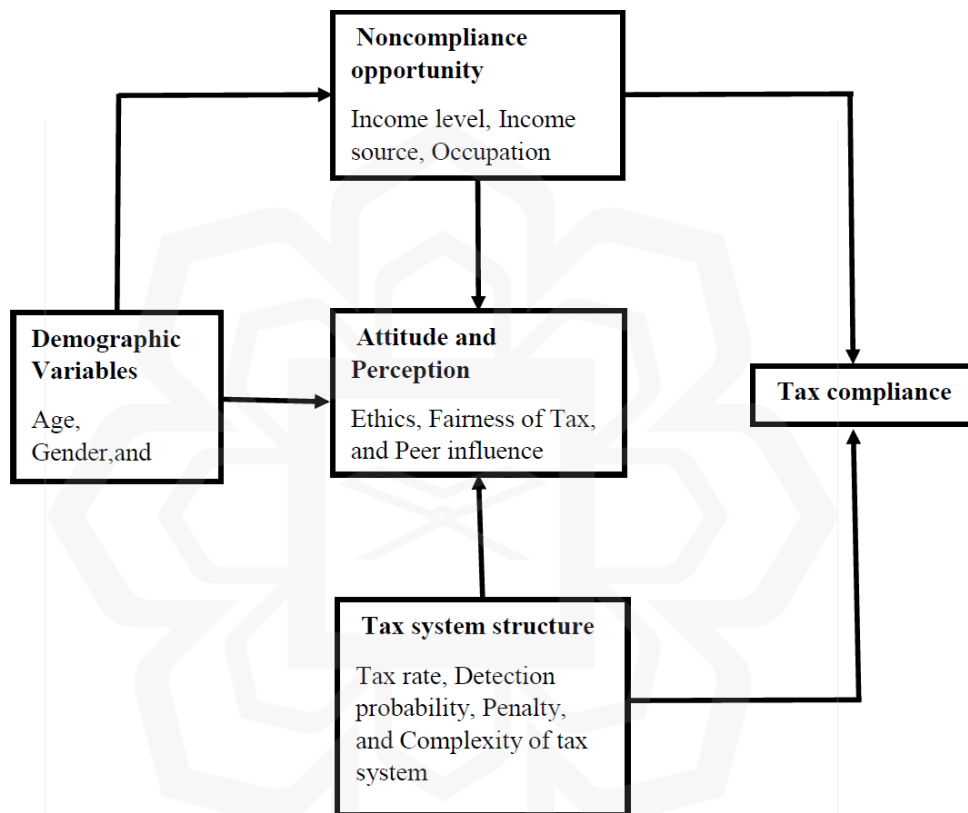 Noncompliance
opportunity
Income level, Income
source, Occupation
Demographic
Variables
Age,
Gender,and
Attitude and
Perception
Ethics, Fairness of Tax,
and Peer influence
Tax compliance
Tax system structure
Tax rate, Detection
probability, Penalty,
and Complexity of tax
system